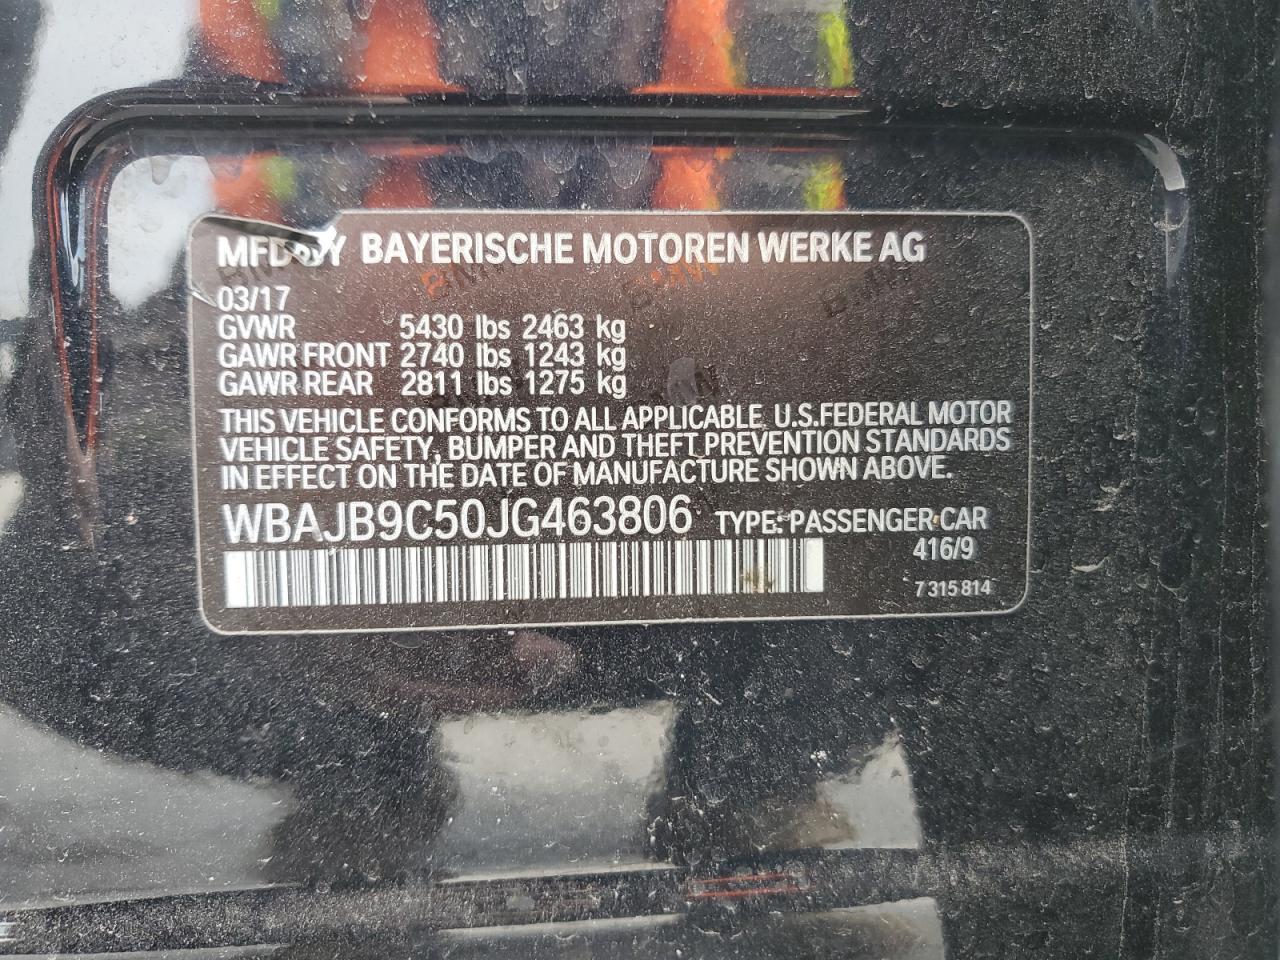 MFD BY BAYERISCHE MOTOREN WERKE AG
03/17
GVWR 5430 lbs 2463 kg
GAWR FRONT 2740 lbs 1243 kg
GAWR REAR 2811 lbs 1275 kg
THIS VEHICLE CONFORMS TO ALL APPLICABLE U.S.FEDERAL MOTOR
VEHICLE SAFETY, BUMPER AND THEFT PREVENTION STANDARDS
IN EFFECT ON THE DATE OF MANUFACTURE SHOWN ABOVE.
WBAJB9C50JG463806 TYPE: PASSENGER CAR
416/9
7 315 814